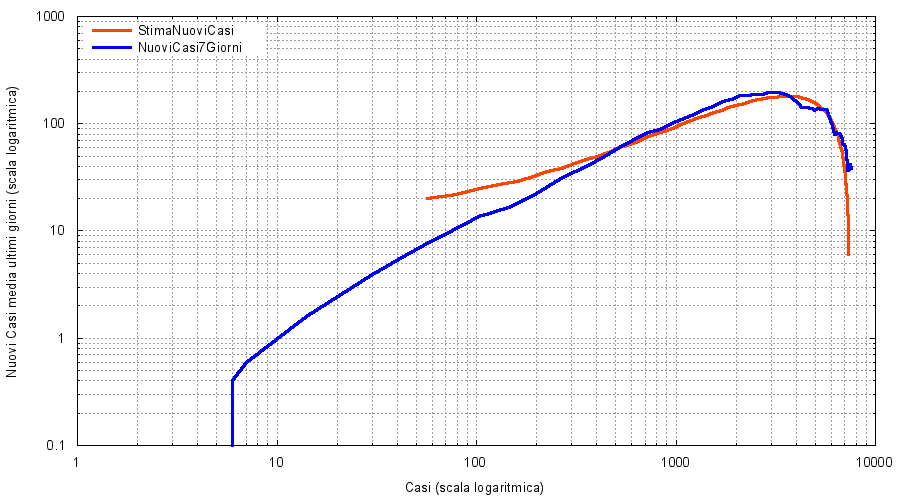 1000
StimaNuoviCasi
NuoviCasi7Giorni
100
10
1
0.1
1 10 100 1000 10000
Nuovi Casi media ultimi giorni (scala logaritmica)
Casi (scala logaritmica)